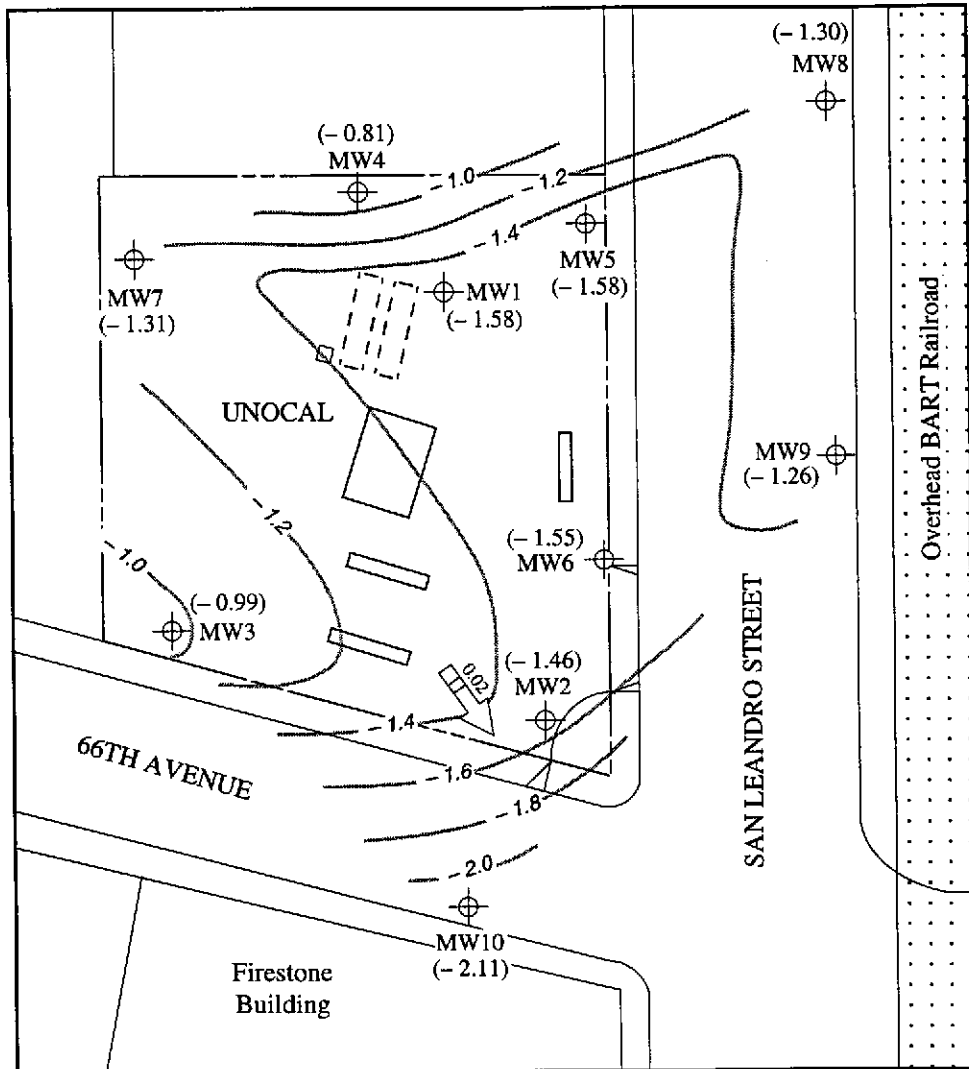 (– 1.30)
MW8
(– 0.81)
MW4
– 1.0
– 1.2
– 1.4
MW5
(– 1.58)
MW7
(– 1.31)
MW1
(– 1.58)
UNOCAL
Overhead BART Railroad
MW9
(– 1.26)
– 1.2
– 1.0
(– 1.55)
MW6
(– 0.99)
MW3
SAN LEANDRO STREET
0.02
(– 1.46)
MW2
– 1.4
66TH AVENUE
– 1.6
– 1.8
– 2.0
MW10
(– 2.11)
Firestone
Building